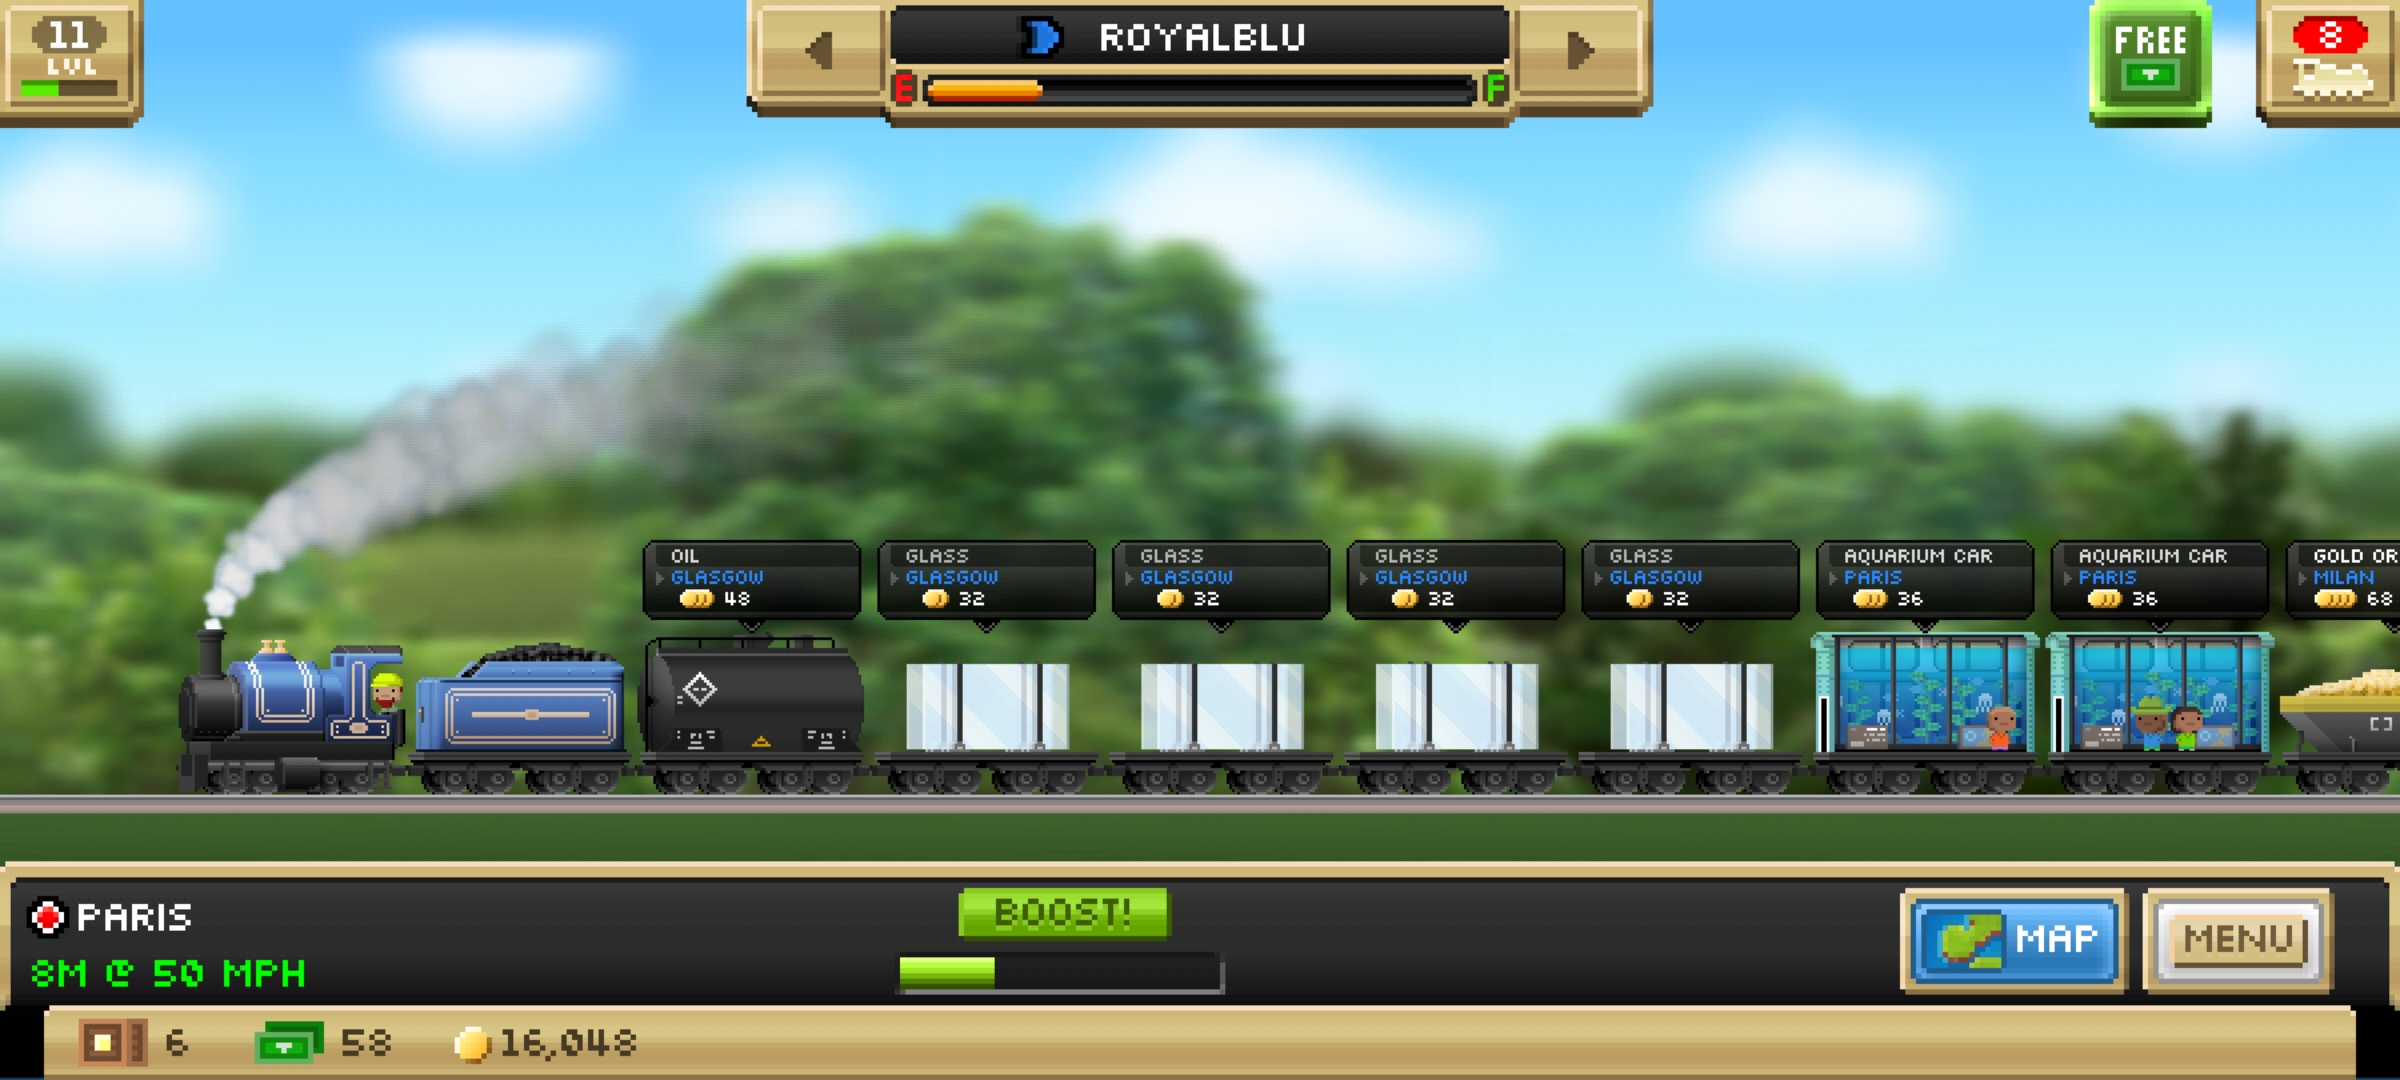 11
LVL
ROYALBLU
E
F
FREE
8
OIL
GLASGOW
48
GLASS
GLASGOW
32
GLASS
GLASGOW
32
GLASS
GLASGOW
32
GLASS
GLASGOW
32
AQUARIUM CAR
PARIS
36
AQUARIUM CAR
PARIS
36
GOLD OR
MILAN
68
PARIS
8M @ 50 MPH
BOOST!
MAP
MENU
6
58
16,048